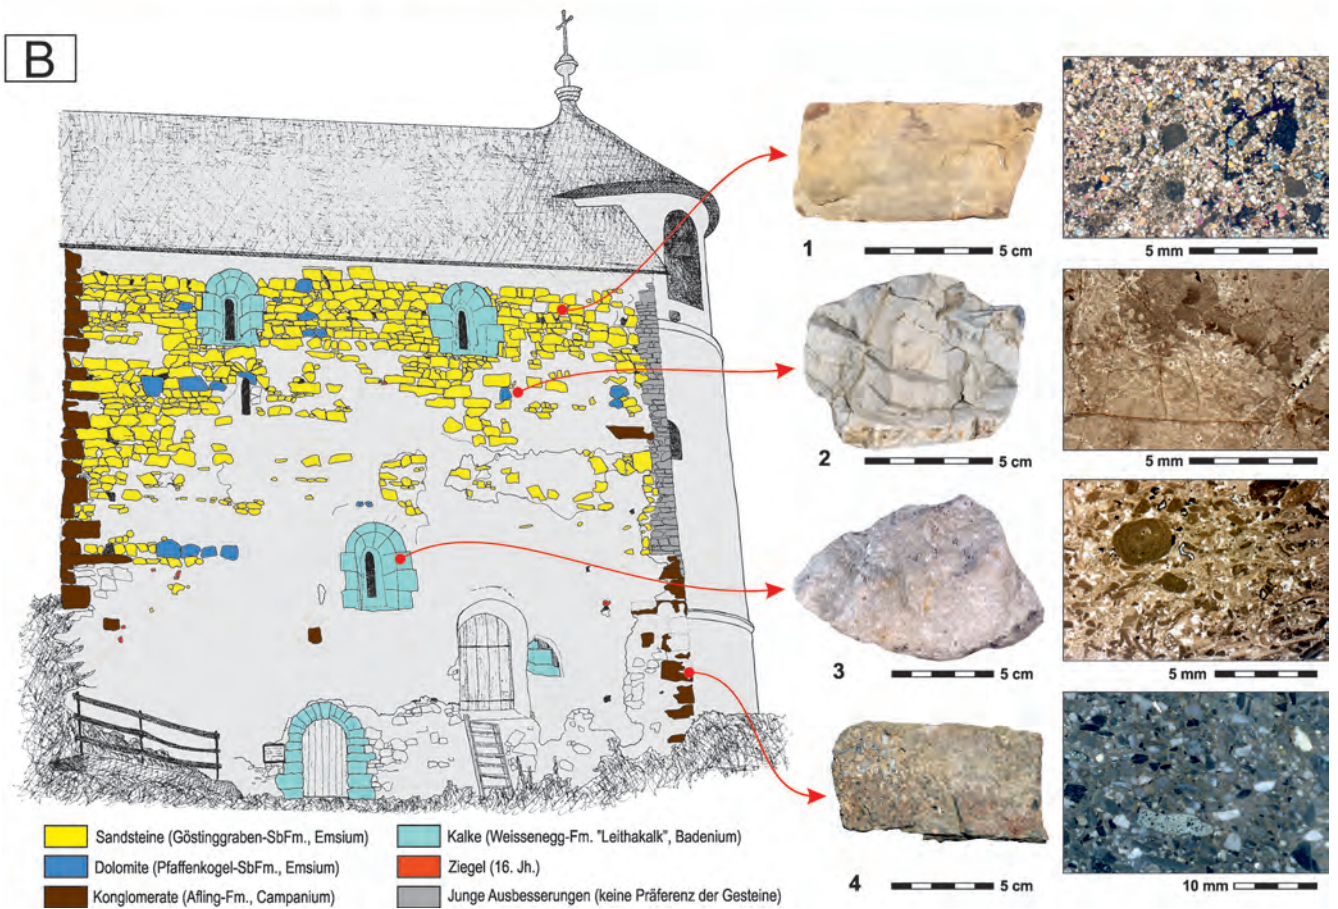 B
1
5 cm
5 mm
2
5 cm
5 mm
3
5 cm
5 mm
4
5 cm
10 mm
Sandsteine (Göstinggraben-SbFm., Emsium)
Dolomite (Pfaffenkogel-SbFm., Emsium)
Konglomerate (Afling-Fm., Campanium)
Kalke (Weissenegg-Fm. "Leithakalk", Badenium)
Ziegel (16. Jh.)
Junge Ausbesserungen (keine Präferenz der Gesteine)